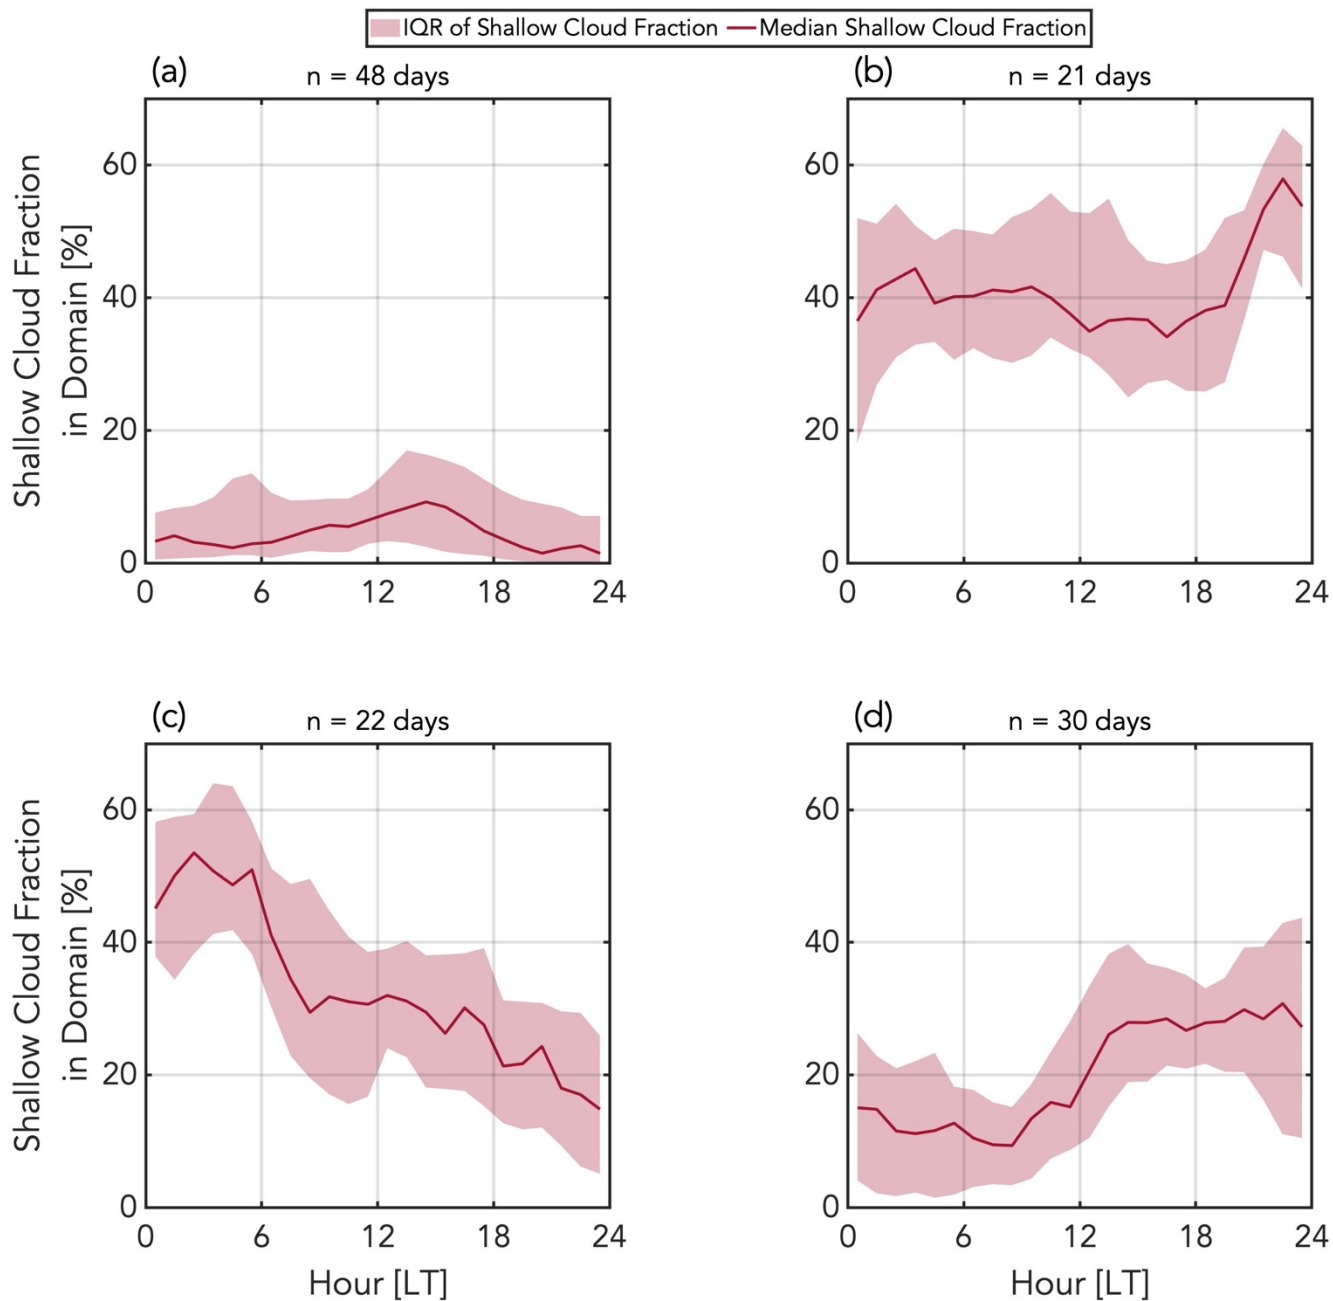 IQR of Shallow Cloud Fraction Median Shallow Cloud Fraction
(a) n = 48 days
Shallow Cloud Fraction
in Domain [%]
60
40
20
0
0 6 12 18 24
(b) n = 21 days
60
40
20
0
0 6 12 18 24
(c) n = 22 days
Shallow Cloud Fraction
in Domain [%]
60
40
20
0
0 6 12 18 24
Hour [LT]
(d) n = 30 days
60
40
20
0
0 6 12 18 24
Hour [LT]